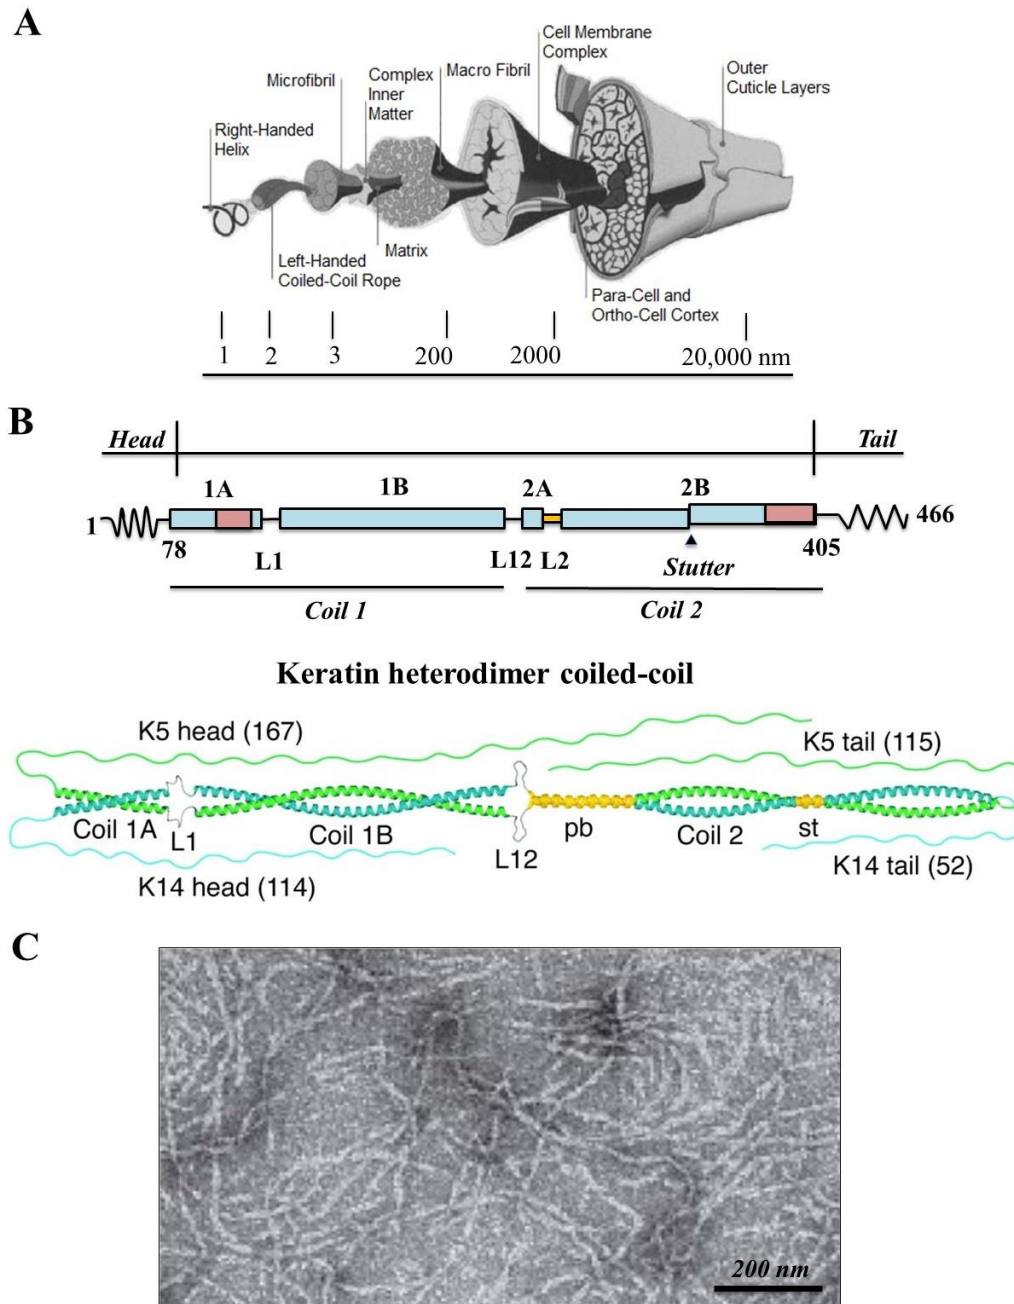 A
Cell Membrane
Complex
Macro Fibril
Outer
Cuticle Layers
Microfibril
Complex
Inner
Matter
Right-Handed
Helix
Matrix
Left-Handed
Coiled-Coil Rope
Para-Cell and
Ortho-Cell Cortex
1 2 3 200 2000 20,000 nm
B
Head Tail
1A 1B 2A 2B
1 466
78 L1 L12 L2 Stutter 405
Coil 1 Coil 2
Keratin heterodimer coiled-coil
K5 head (167)
K5 tail (115)
Coil 1A L1 Coil 1B L12 pb Coil 2 st
K14 head (114)
K14 tail (52)
C
200 nm